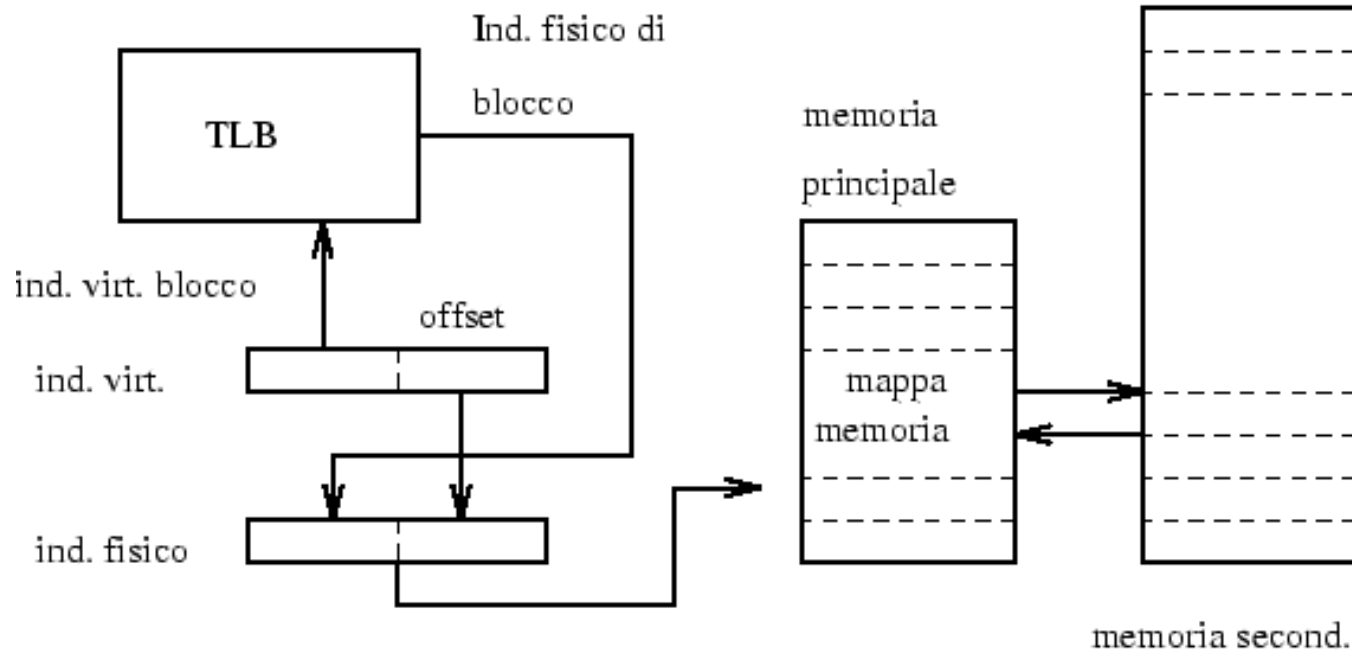 Ind. fisico di
blocco
TLB
memoria
principale
ind. virt. blocco
offset
ind. virt.
mappa
memoria
ind. fisico
memoria second.